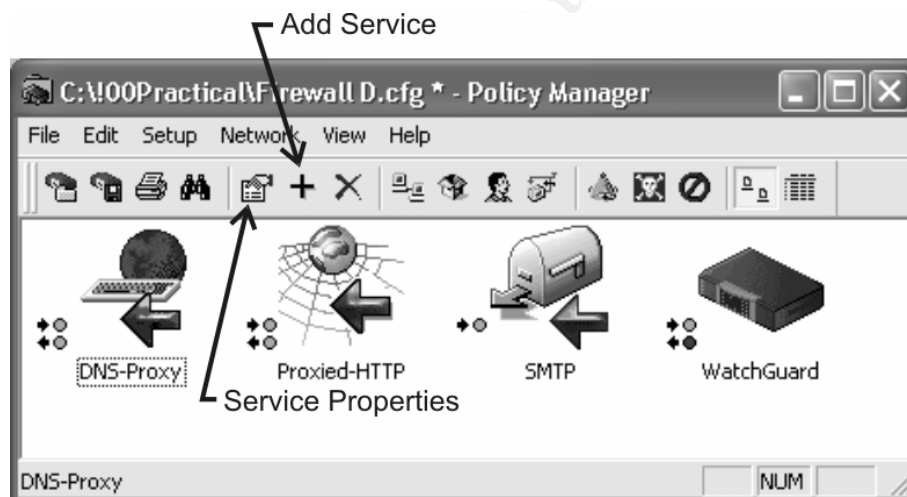 Add Service
C:\!00Practical\Firewall D.cfg * - Policy Manager
File Edit Setup Network View Help
DNS-Proxy
Proxied-HTTP
SMTP
WatchGuard
Service Properties
DNS-Proxy
NUM